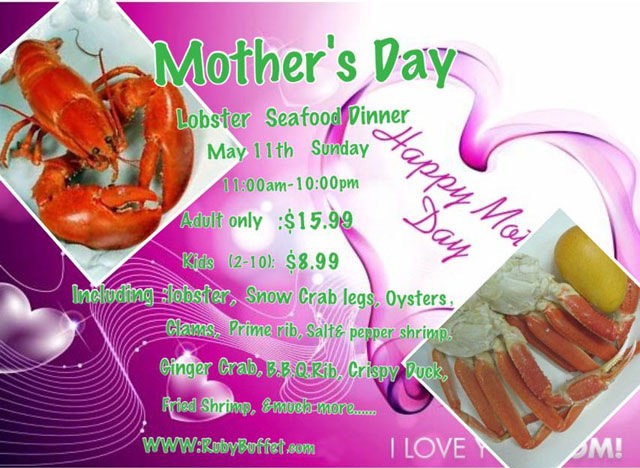 Mother's Day
Lobster Seafood Dinner
May 11th Sunday
11:00am-10:00pm
Adult only :$15.99
Kids (2-10): $8.99
Including :lobster, Snow Crab legs, Oysters,
Clams, Prime rib, Salt& pepper shrimp,
Ginger Crab, B.B.Q.Rib, Crispy Duck,
Fried Shrimp, &much more......
WWW.RubyBuffet.com
Happy
Day
I LOVE